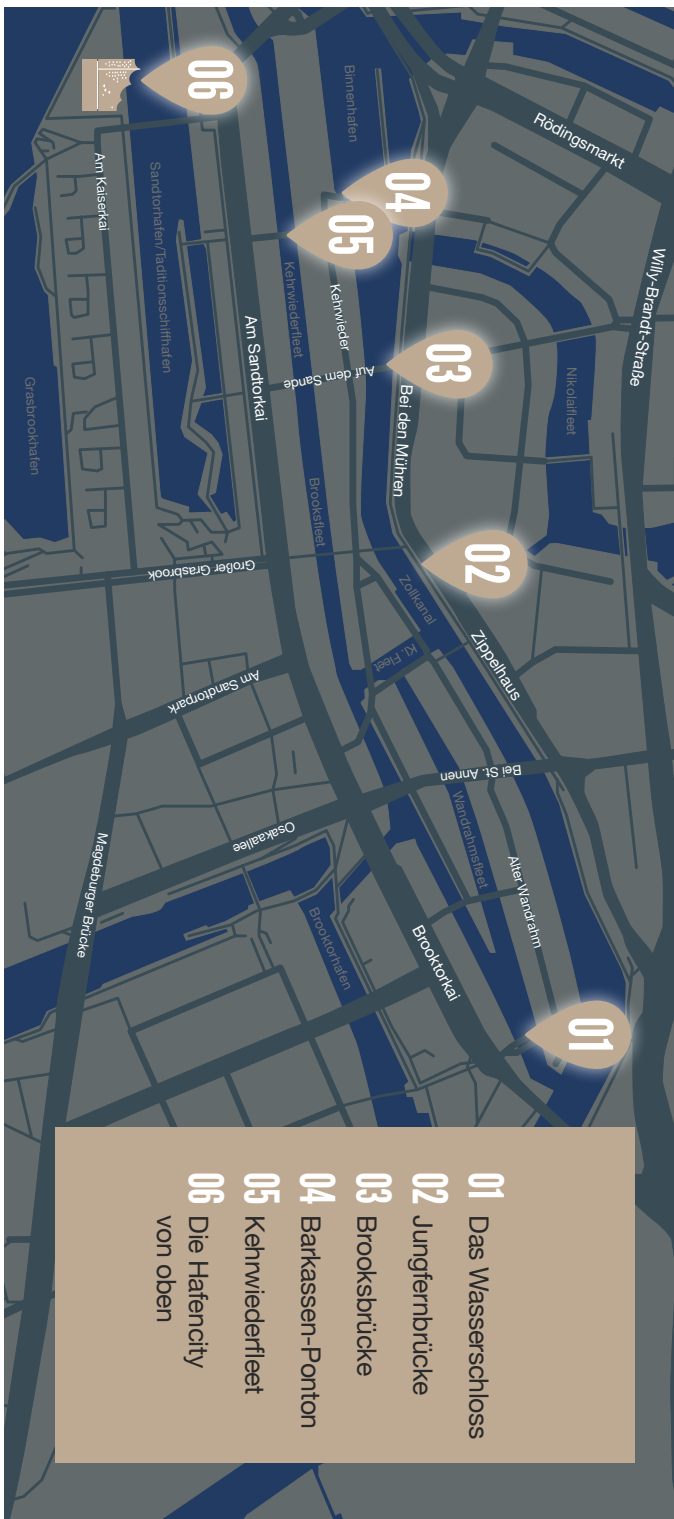 Rödingsmarkt
Willy-Brandt-Straße
Binnenhafen
06
04
05
Am Kaiserkai
Sandtorhafen/Taditionsschiffhafen
Kehrwiederfleet
Kehrwieder
Am Sandtorkai
Auf dem Sande
03
Bei den Mühren
Nikolaifleet
Grasbrookhafen
Brooksfleet
Großer Grasbrook
02
Zollkanal
Zippelhaus
Kl. Fleet
Am Sandtorpark
Bei St. Annen
Wandrahmsfleet
Osakaallee
Magdeburger Brücke
Alter Wandrahm
Brooktorhafen
Brooktorkai
01
01 Das Wasserschloss
02 Jungfernbrücke
03 Brooksbrücke
04 Barkassen-Ponton
05 Kehrwiederfleet
06 Die Hafencity
von oben